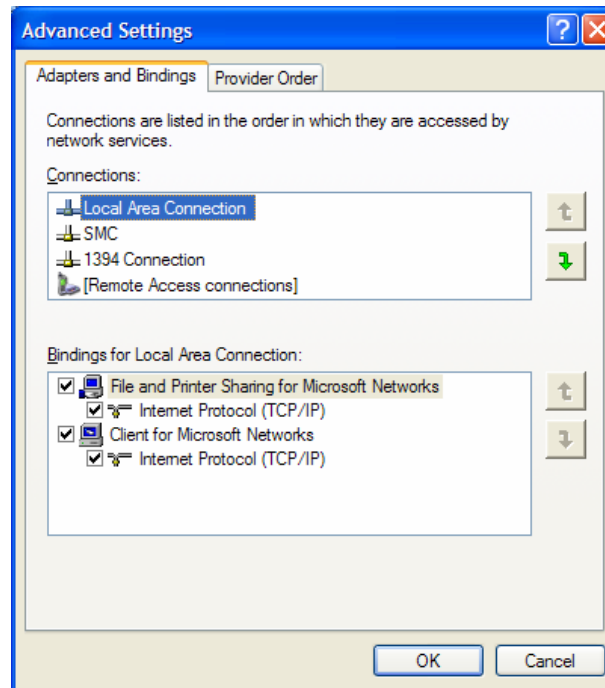 Advanced Settings
Adapters and Bindings
Provider Order
Connections are listed in the order in which they are accessed by
network services.
Connections:
Local Area Connection
SMC
1394 Connection
[Remote Access connections]
Bindings for Local Area Connection:
File and Printer Sharing for Microsoft Networks
Internet Protocol (TCP/IP)
Client for Microsoft Networks
Internet Protocol (TCP/IP)
OK
Cancel